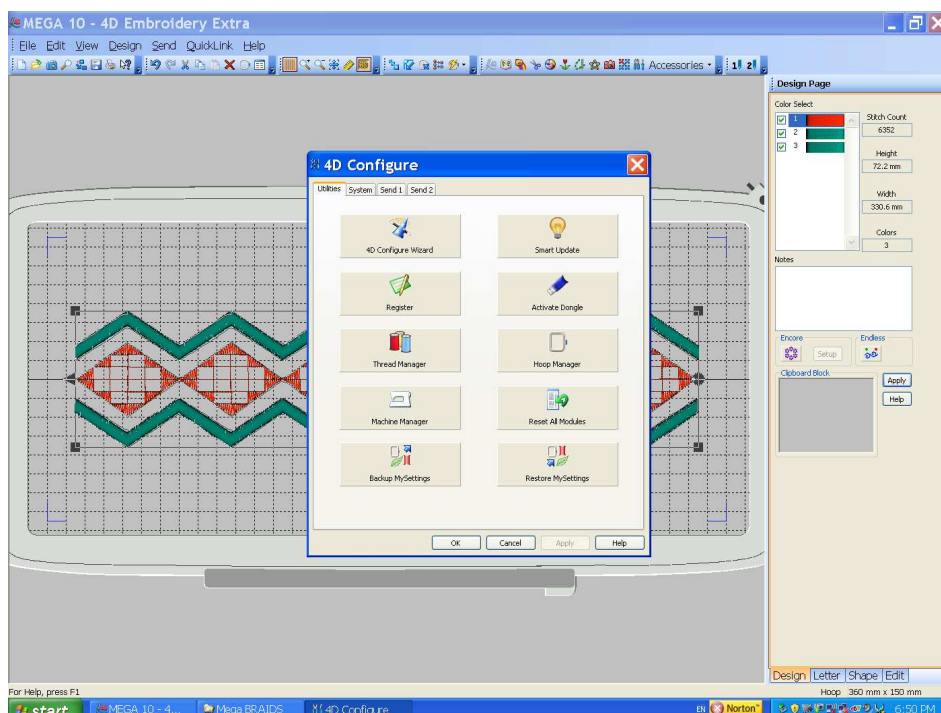 MEGA 10 - 4D Embroidery Extra
File Edit View Design Send QuickLink Help
Accessories
1 2
Design Page
Color Select
1
2
3
Stitch Count
6352
Height
72.2 mm
Width
330.6 mm
Colors
3
Notes
Encore
Setup
Endless
Clipboard Block
Apply
Help
4D Configure
Utilities System Send 1 Send 2
4D Configure Wizard Smart Update
Register Activate Dongle
Thread Manager Hoop Manager
Machine Manager Reset All Modules
Backup MySettings Restore MySettings
OK Cancel Apply Help
Design Letter Shape Edit
For Help, press F1
Hoop 360 mm x 150 mm
start MEGA 10 - 4... Mega BRAIDS 4D Configure EN Norton 6:50 PM